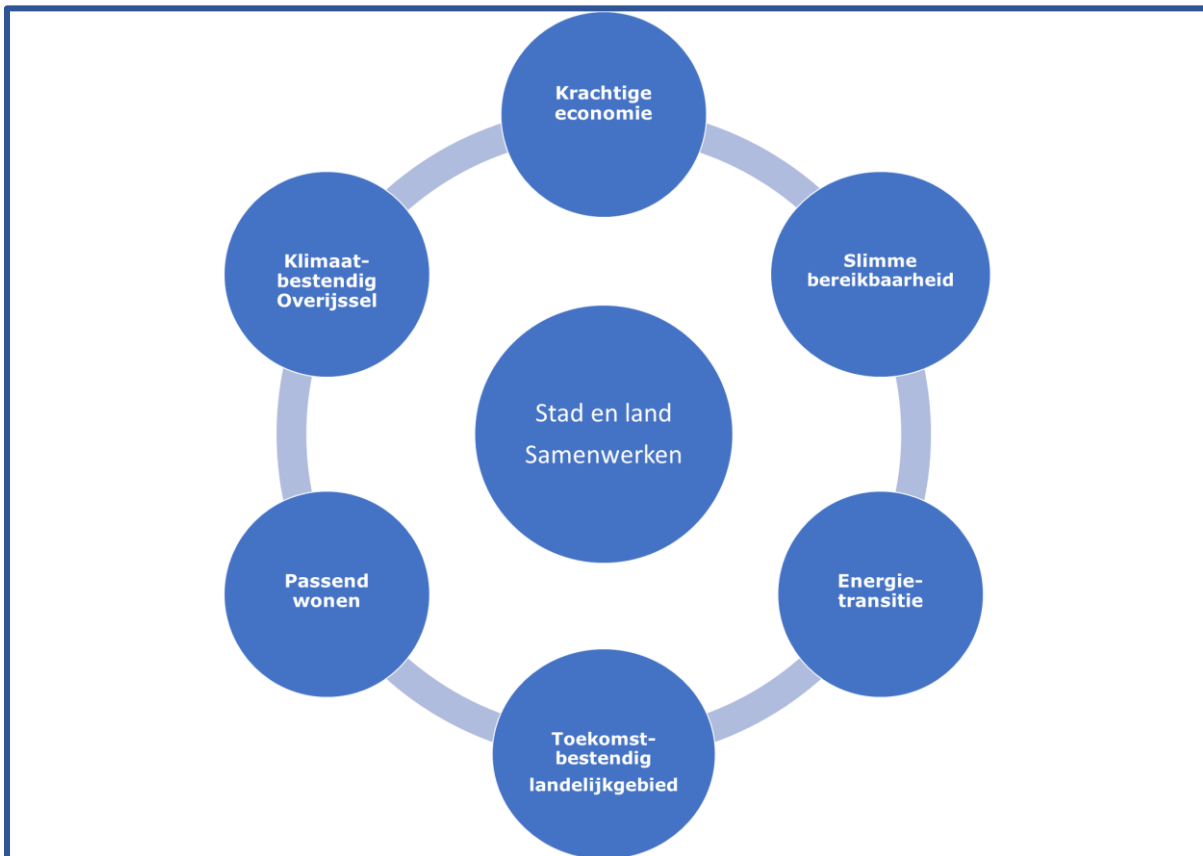 Krachtige
economie
Klimaat-
bestendig
Overijssel
Slimme
bereikbaarheid
Stad en land
Samenwerken
Passend
wonen
Energie-
transitie
Toekomst-
bestendig
landelijkgebied